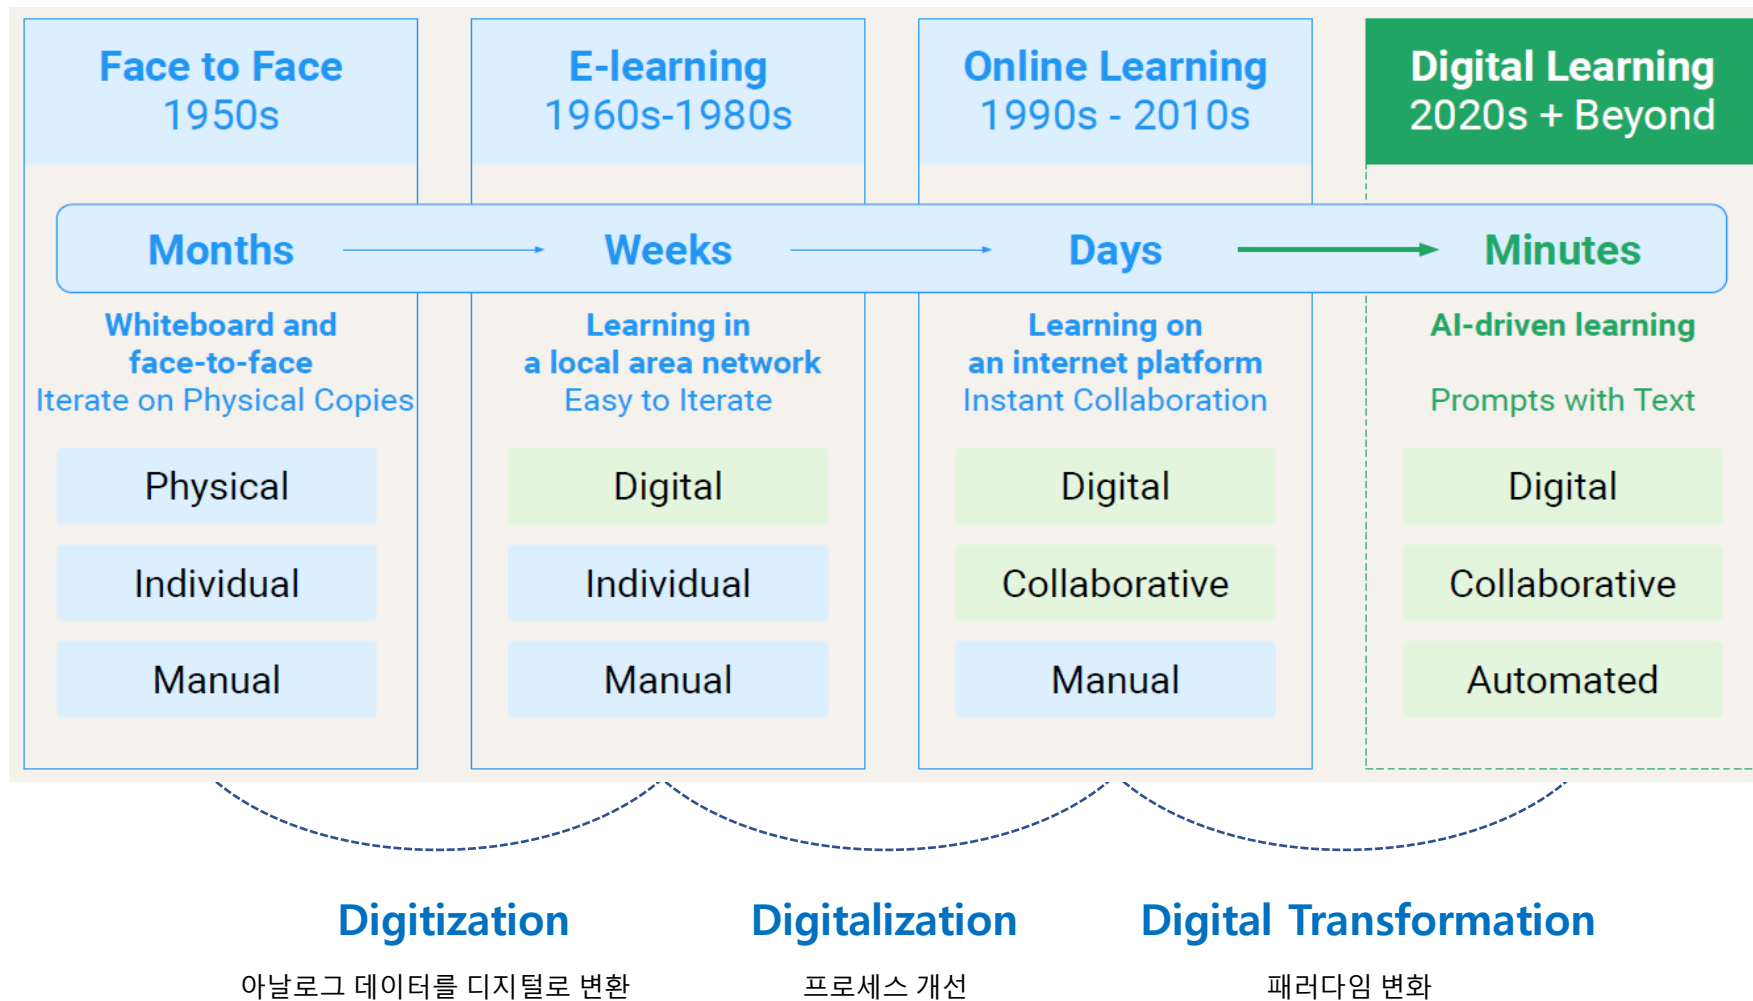 Face to Face
1950s
E-learning
1960s-1980s
Online Learning
1990s - 2010s
Digital Learning
2020s + Beyond
Months
Weeks
Days
Minutes
Whiteboard and
face-to-face
Iterate on Physical Copies
Learning in
a local area network
Easy to Iterate
Learning on
an internet platform
Instant Collaboration
AI-driven learning
Prompts with Text
Physical
Individual
Manual
Digital
Individual
Manual
Digital
Collaborative
Manual
Digital
Collaborative
Automated
Digitization
아날로그 데이터를 디지털로 변환
Digitalization
프로세스 개선
Digital Transformation
패러다임 변화